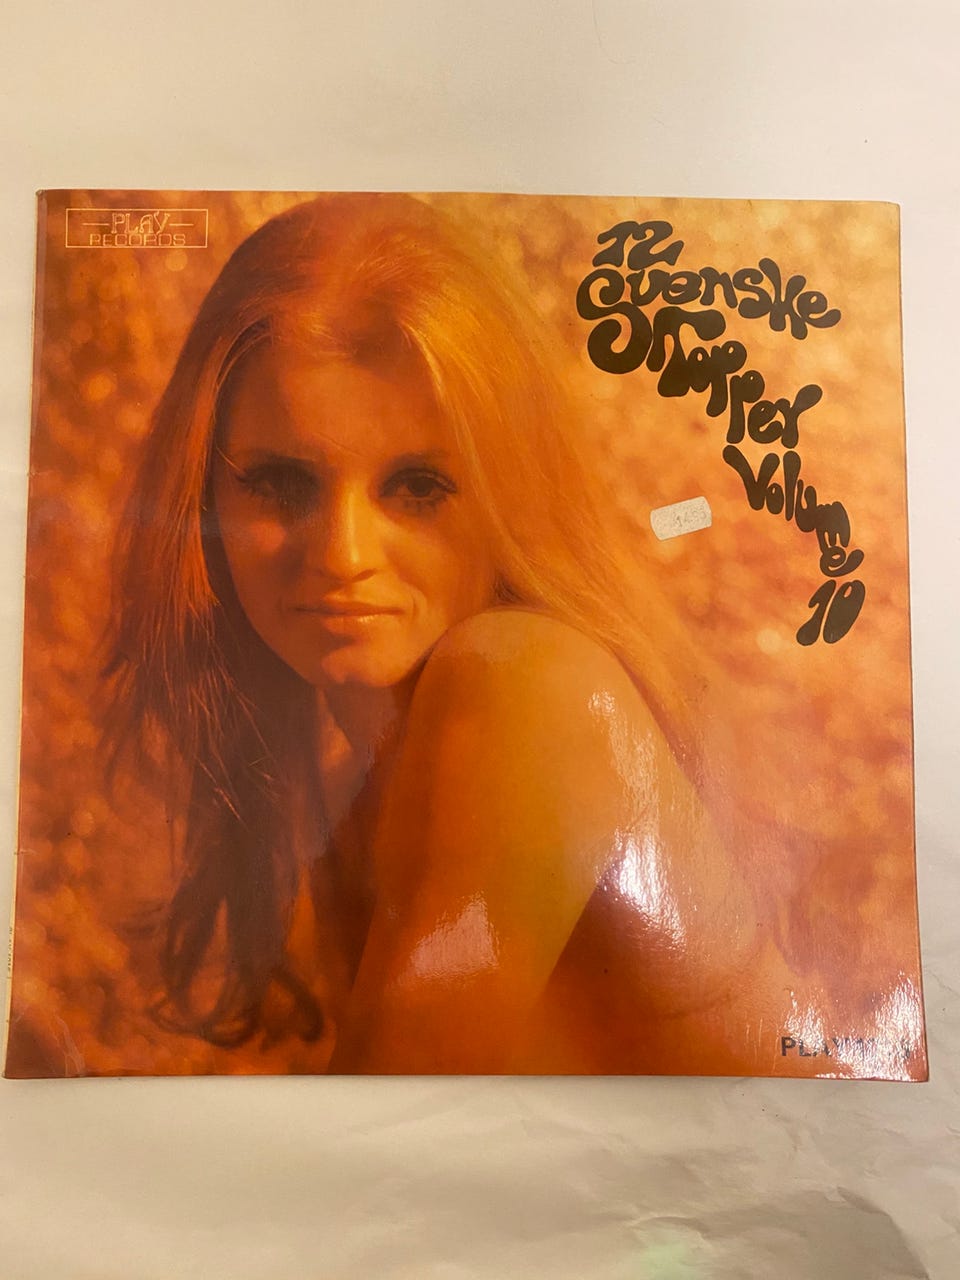 PLAY
RECORDS
12
Svenske
Topper
Volume
10